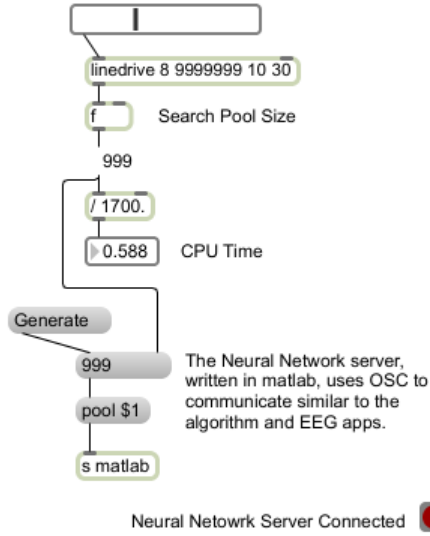 linedrive 8 9999999 10 30
f
Search Pool Size
999
/ 1700.
0.588
CPU Time
Generate
999
The Neural Network server,
written in matlab, uses OSC to
communicate similar to the
algorithm and EEG apps.
pool $1
s matlab
Neural Netowrk Server Connected